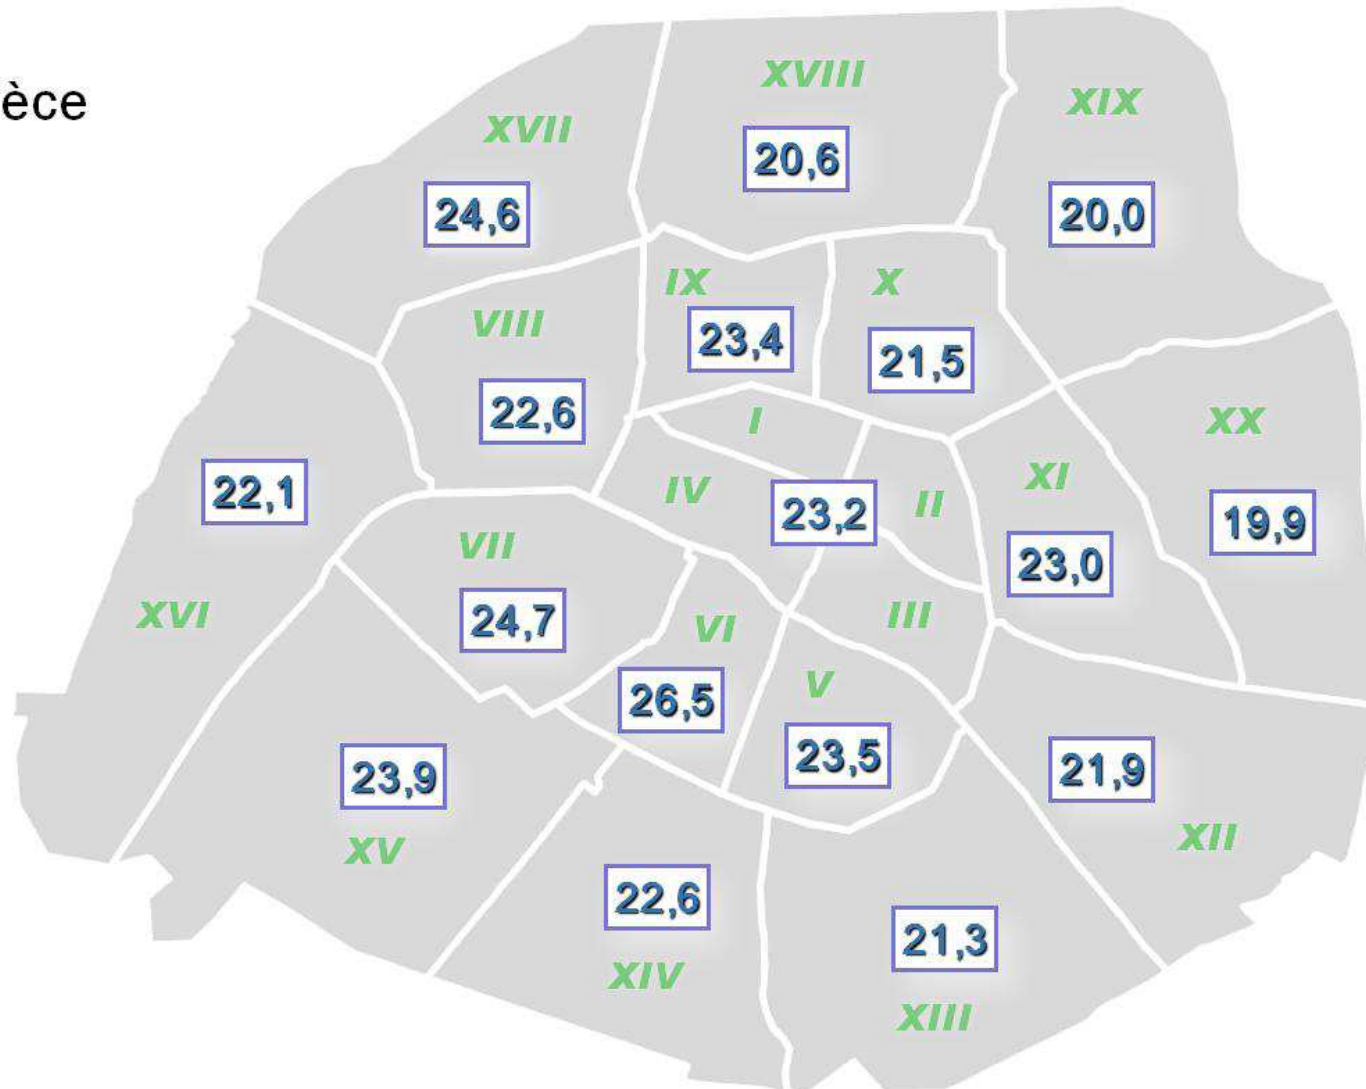 èce
XVIII
20,6
XIX
20,0
XVII
24,6
IX
23,4
X
21,5
VIII
22,6
I
XX
19,9
22,1
XVI
IV
23,2
II
XI
23,0
VII
24,7
VI
26,5
III
V
23,5
23,9
XV
21,9
XII
22,6
XIV
21,3
XIII